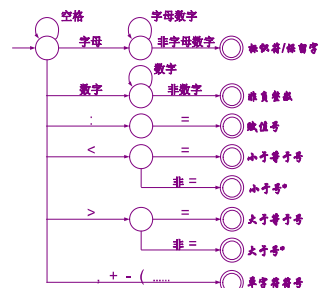 空格
字母数字
字母 非字母数字 标识符/保留字
数字
数字 非数字 非负整数
: = 赋值号
< = 小于等于号
非 = 小于号*
> = 大于等于号
非 = 大于号*
. + - ( …… 单字符符号